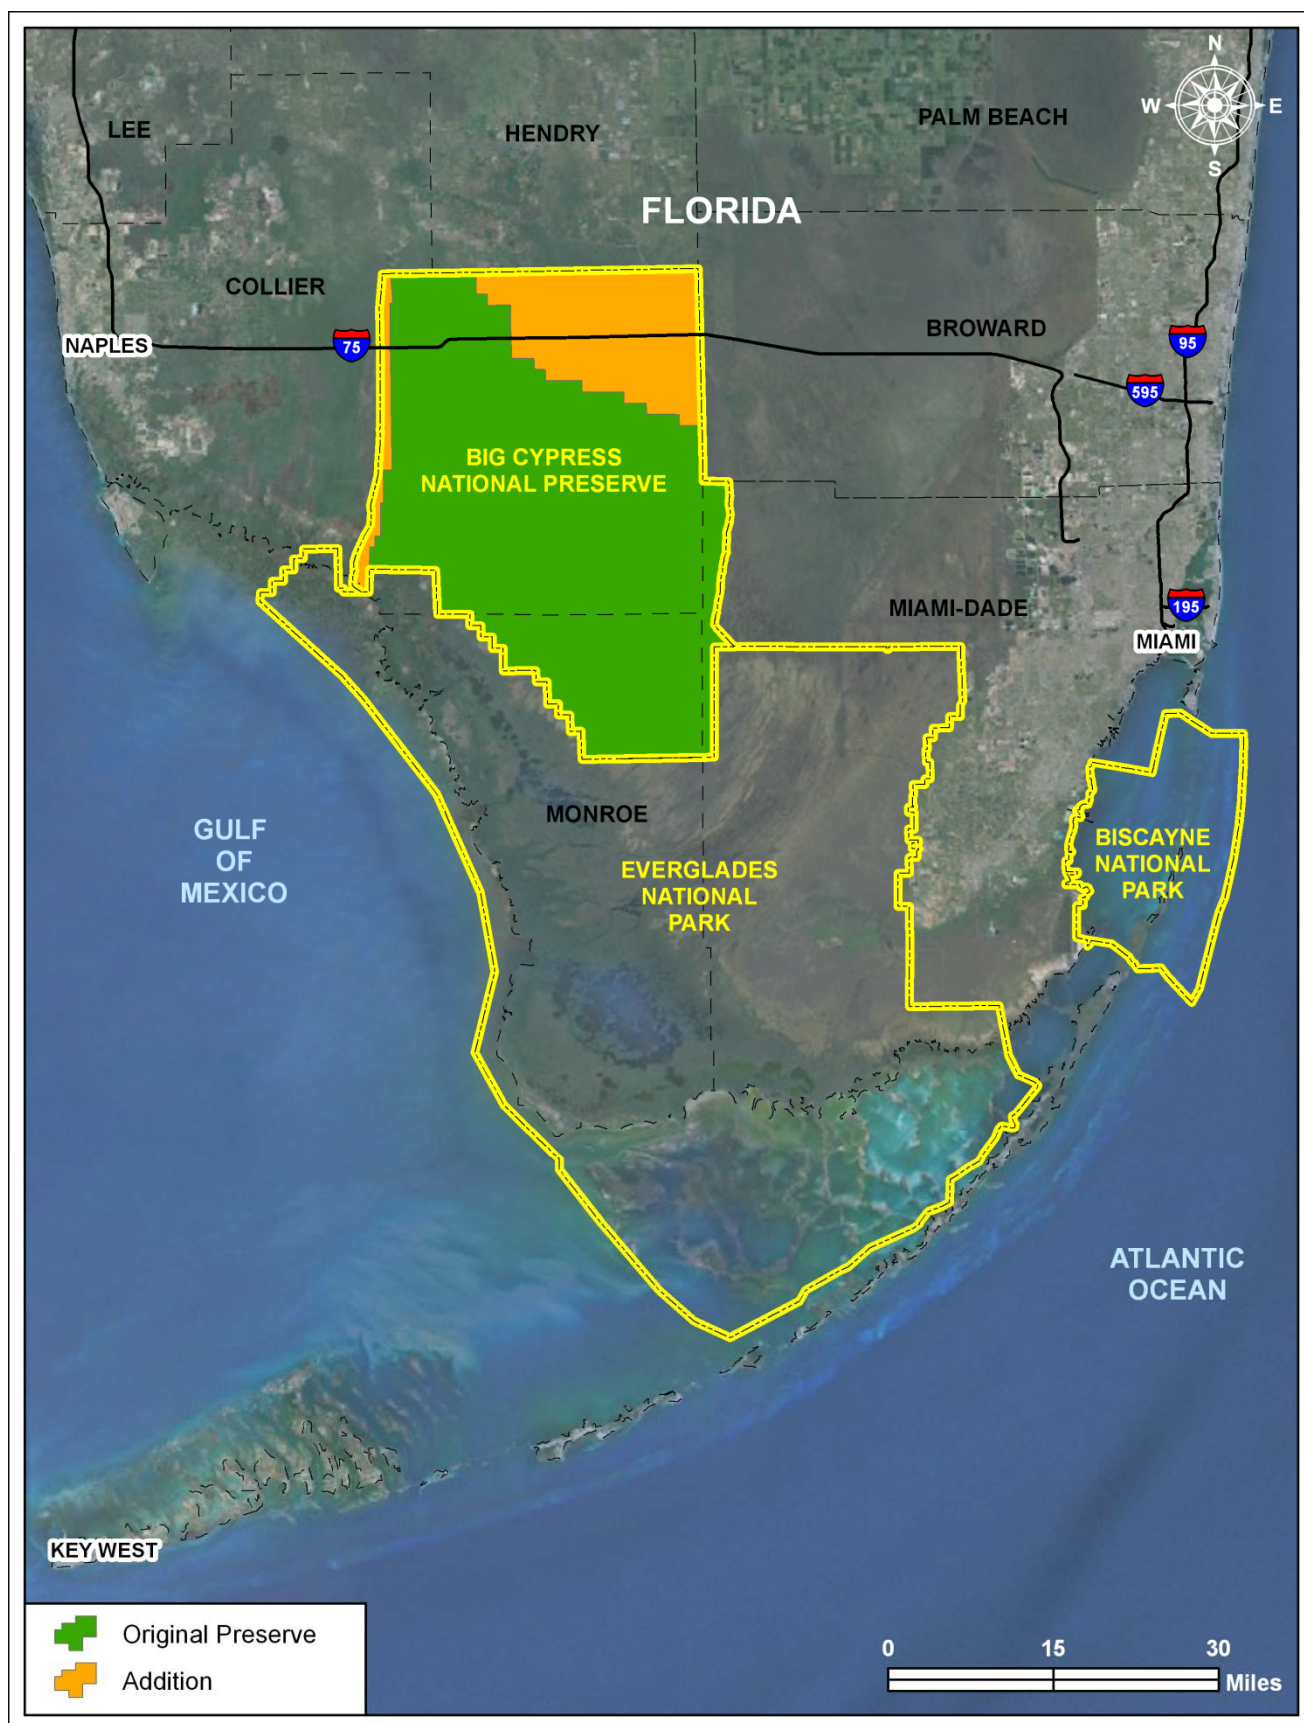 N
W
E
S
LEE
HENDRY
PALM BEACH
FLORIDA
COLLIER
BROWARD
NAPLES
75
95
595
BIG CYPRESS
NATIONAL PRESERVE
MIAMI-DADE
195
MIAMI
MONROE
GULF
OF
MEXICO
EVERGLADES
NATIONAL
PARK
BISCAYNE
NATIONAL
PARK
ATLANTIC
OCEAN
KEY WEST
Original Preserve
Addition
0 15 30
Miles